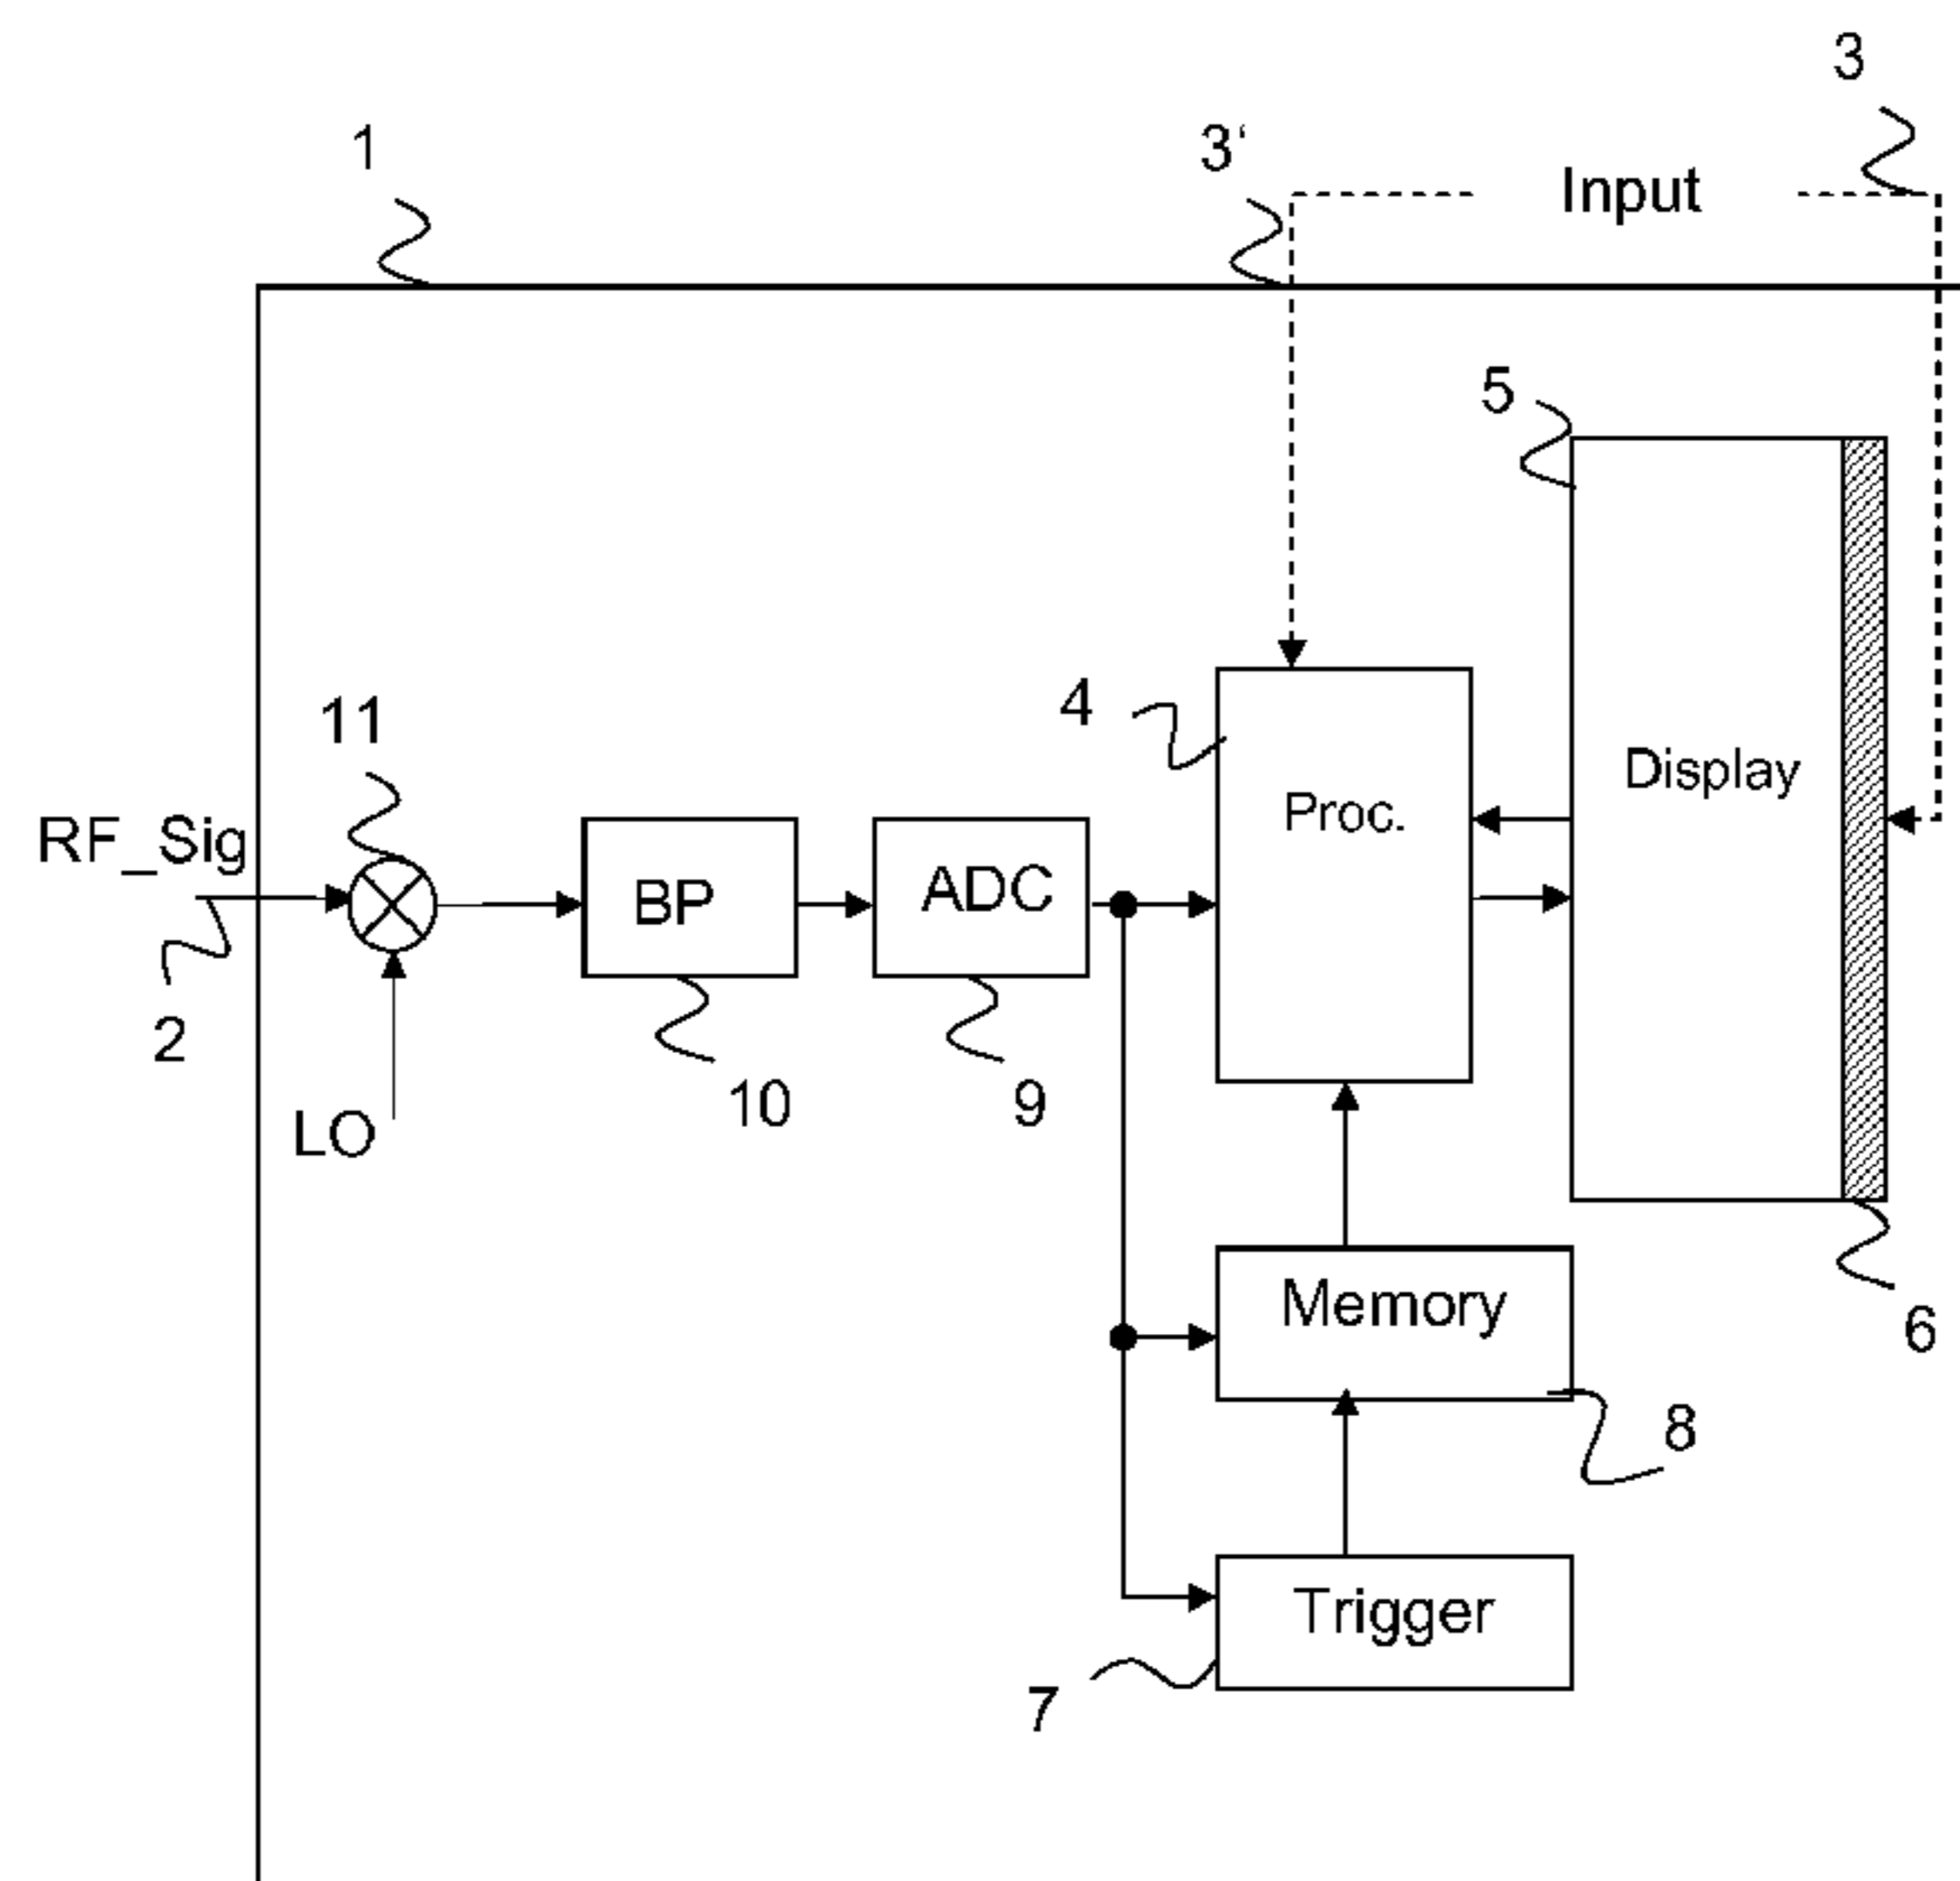 3
1
3‘
Input
5
4
11
Display
Proc.
RF_Sig
BP
ADC
2
10
9
LO
Memory
6
8
Trigger
7